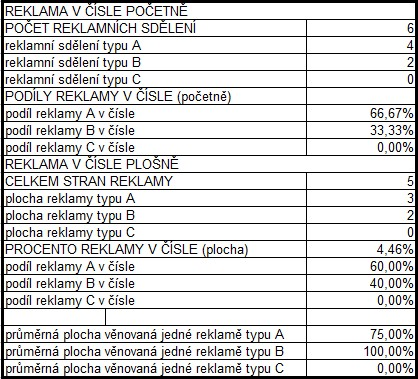 REKLAMA V ČÍSLE POČETNĚ
POČET REKLAMNÍCH SDĚLENÍ 6
reklamní sdělení typu A 4
reklamní sdělení typu B 2
reklamní sdělení typu C 0
PODÍLY REKLAMY V ČÍSLE (početně)
podíl reklamy A v čísle 66,67%
podíl reklamy B v čísle 33,33%
podíl reklamy C v čísle 0,00%
REKLAMA V ČÍSLE PLOŠNĚ
CELKEM STRAN REKLAMY 5
plocha reklamy typu A 3
plocha reklamy typu B 2
plocha reklamy typu C 0
PROCENTO REKLAMY V ČÍSLE (plocha) 4,46%
podíl reklamy A v čísle 60,00%
podíl reklamy B v čísle 40,00%
podíl reklamy C v čísle 0,00%
průměrná plocha věnovaná jedné reklamě typu A 75,00%
průměrná plocha věnovaná jedné reklamě typu B 100,00%
průměrná plocha věnovaná jedné reklamě typu C 0,00%